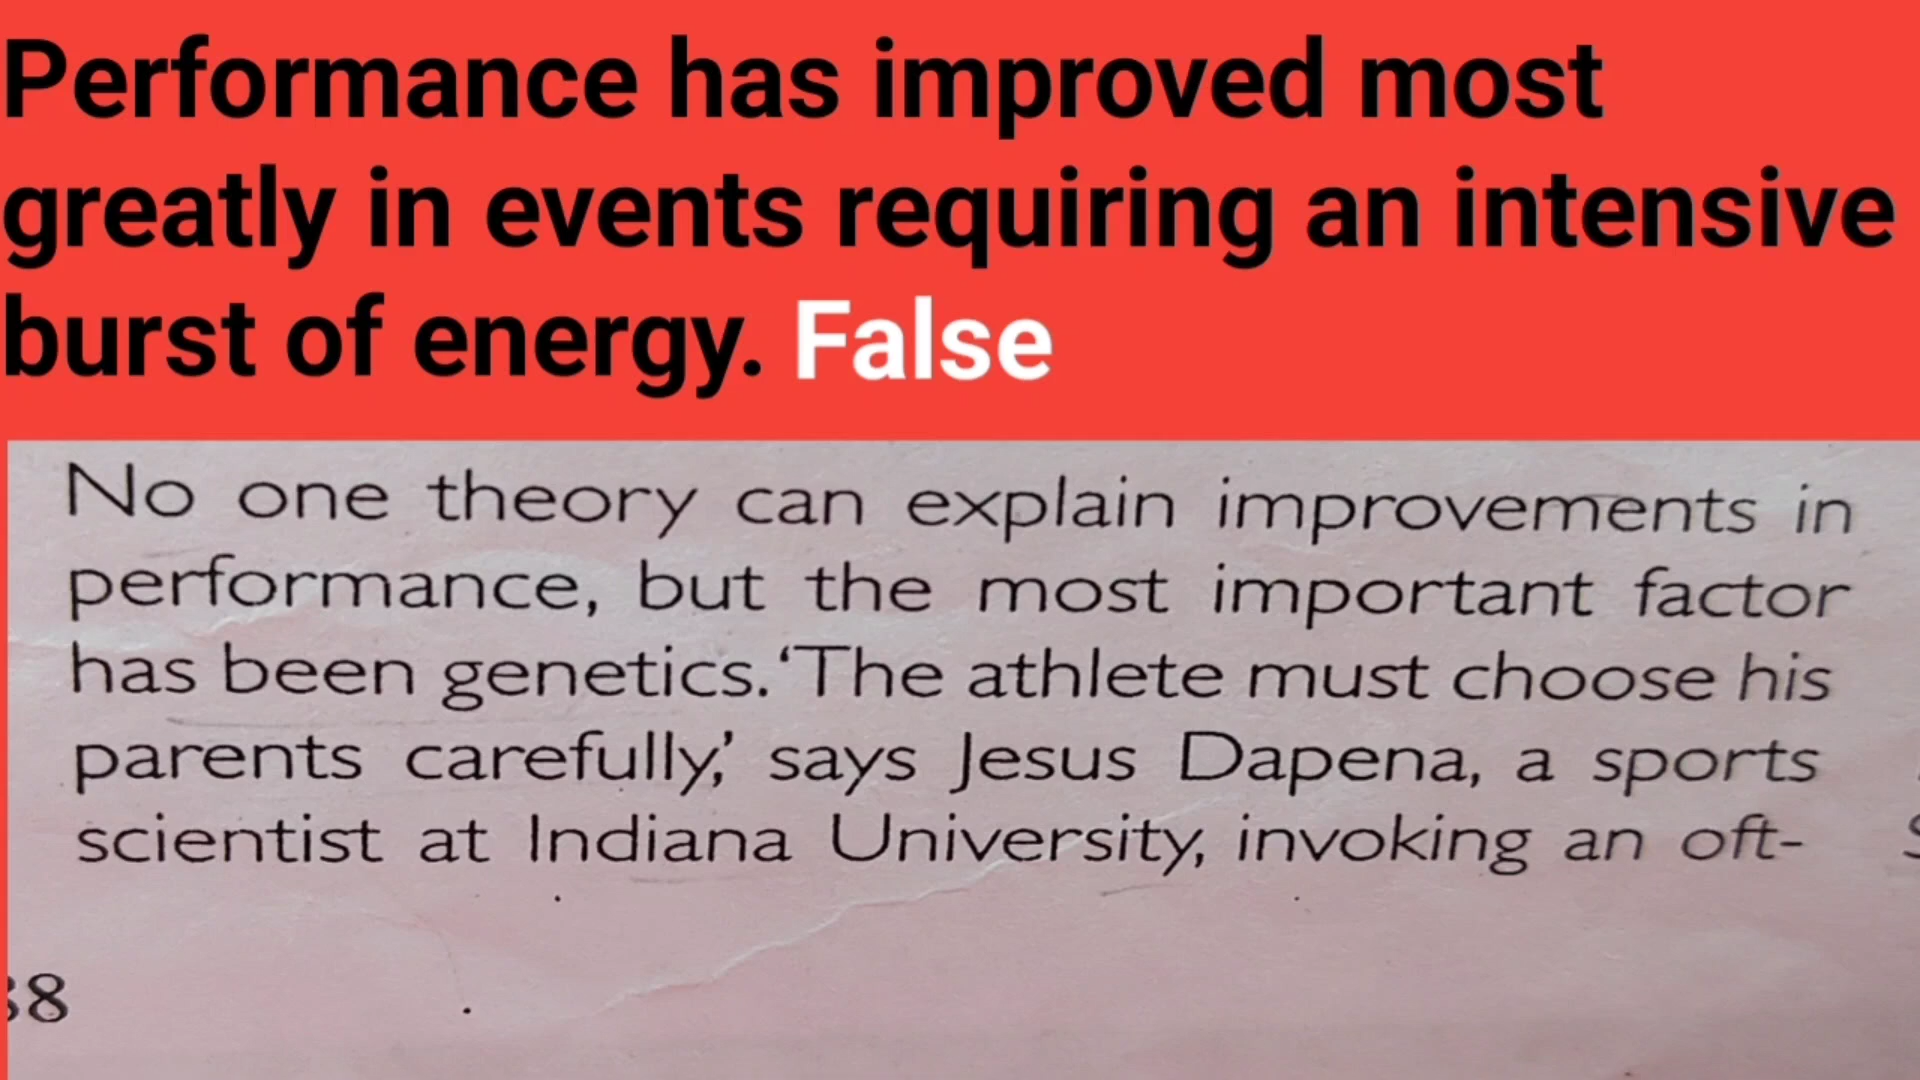 Performance has improved most
greatly in events requiring an intensive
burst of energy. False
No one theory can explain improvements in
performance, but the most important factor
has been genetics. ‘The athlete must choose his
parents carefully,’ says Jesus Dapena, a sports
scientist at Indiana University, invoking an oft-
38